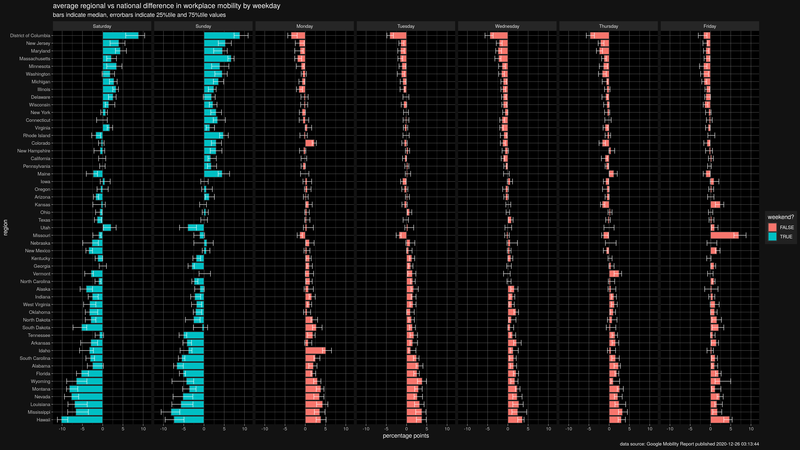 average regional vs national difference in workplace mobility by weekday
bars indicate median, errorbars indicate 25%tile and 75%tile values
Saturday Sunday Monday Tuesday Wednesday Thursday Friday
District of Columbia
New Jersey
Maryland
Massachusetts
Minnesota
Washington
Michigan
Illinois
Delaware
Wisconsin
New York
Connecticut
Virginia
Rhode Island
Colorado
New Hampshire
California
Pennsylvania
Maine
Iowa
Oregon
Arizona
Kansas
Ohio
Texas
Utah
Missouri
Nebraska
New Mexico
Kentucky
Georgia
Vermont
North Carolina
Alaska
Indiana
West Virginia
Oklahoma
North Dakota
South Dakota
Tennessee
Arkansas
Idaho
South Carolina
Alabama
Florida
Wyoming
Montana
Nevada
Louisiana
Mississippi
Hawaii
region
-10 -5 0 5 10 -10 -5 0 5 10 -10 -5 0 5 10 -10 -5 0 5 10 -10 -5 0 5 10 -10 -5 0 5 10 -10 -5 0 5 10
percentage points
weekend?
FALSE
TRUE
data source: Google Mobility Report published 2020-12-26 03:13:44